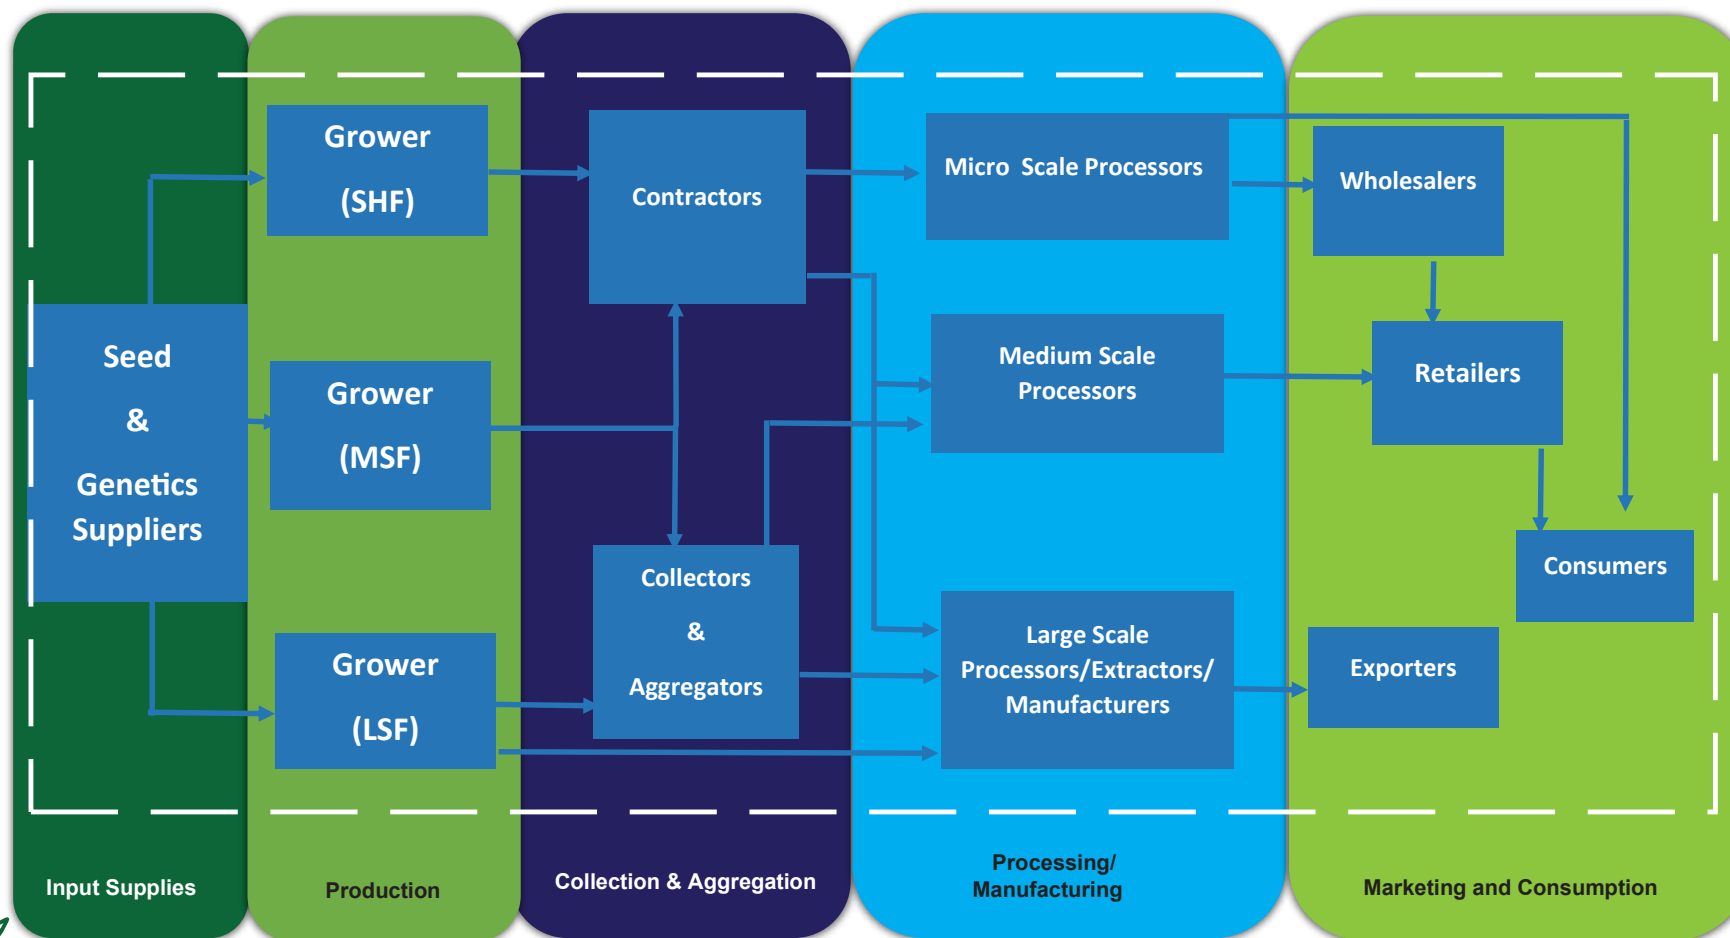 Seed
&
Genetics
Suppliers
Grower
(SHF)
Grower
(MSF)
Grower
(LSF)
Contractors
Collectors
&
Aggregators
Micro  Scale Processors
Medium Scale
Processors
Large Scale
Processors/Extractors/
Manufacturers
Wholesalers
Retailers
Consumers
Exporters
Input Supplies
Production
Collection & Aggregation
Processing/
Manufacturing
Marketing and Consumption